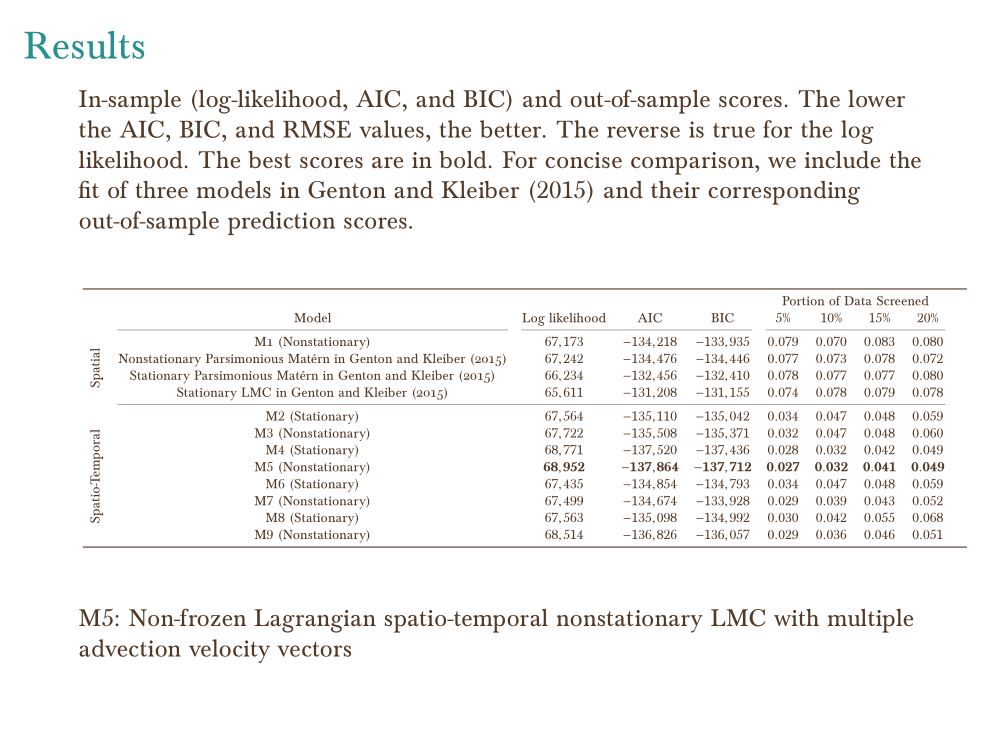 Results
In-sample (log-likelihood, AIC, and BIC) and out-of-sample scores. The lower
the AIC, BIC, and RMSE values, the better. The reverse is true for the log
likelihood. The best scores are in bold. For concise comparison, we include the
fit of three models in Genton and Kleiber (2015) and their corresponding
out-of-sample prediction scores.
Portion of Data Screened
Model Log likelihood AIC BIC 5% 10% 15% 20%
Spatial
M1 (Nonstationary) 67,173 −134,218 −133,935 0.079 0.070 0.083 0.080
Nonstationary Parsimonious Matérn in Genton and Kleiber (2015) 67,242 −134,476 −134,446 0.077 0.073 0.078 0.072
Stationary Parsimonious Matérn in Genton and Kleiber (2015) 66,234 −132,456 −132,410 0.078 0.077 0.077 0.080
Stationary LMC in Genton and Kleiber (2015) 65,611 −131,208 −131,155 0.074 0.078 0.079 0.078
Spatio-Temporal
M2 (Stationary) 67,564 −135,110 −135,042 0.034 0.047 0.048 0.059
M3 (Nonstationary) 67,722 −135,508 −135,371 0.032 0.047 0.048 0.060
M4 (Stationary) 68,771 −137,520 −137,436 0.028 0.032 0.042 0.049
M5 (Nonstationary) 68,952 −137,864 −137,712 0.027 0.032 0.041 0.049
M6 (Stationary) 67,435 −134,854 −134,793 0.034 0.047 0.048 0.059
M7 (Nonstationary) 67,499 −134,674 −133,928 0.029 0.039 0.043 0.052
M8 (Stationary) 67,563 −135,098 −134,992 0.030 0.042 0.055 0.068
M9 (Nonstationary) 68,514 −136,826 −136,057 0.029 0.036 0.046 0.051
M5: Non-frozen Lagrangian spatio-temporal nonstationary LMC with multiple
advection velocity vectors